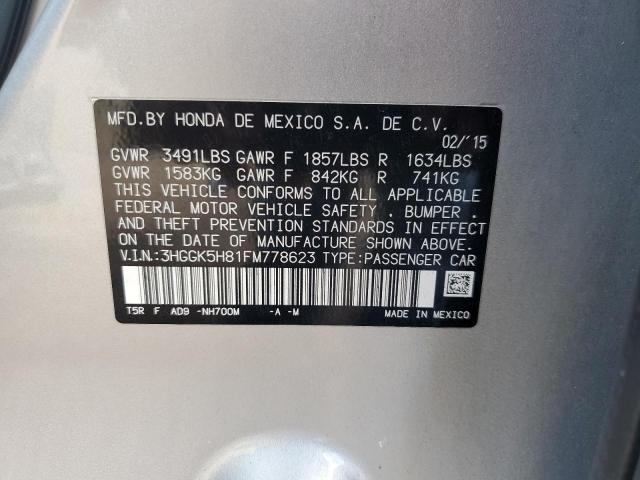 MFD.BY HONDA DE MEXICO S.A. DE C.V.
02/'15
GVWR 3491LBS GAWR F 1857LBS R 1634LBS
GVWR 1583KG GAWR F 842KG R 741KG
THIS VEHICLE CONFORMS TO ALL APPLICABLE
FEDERAL MOTOR VEHICLE SAFETY , BUMPER ,
AND THEFT PREVENTION STANDARDS IN EFFECT
ON THE DATE OF MANUFACTURE SHOWN ABOVE.
V.I.N.:3HGGK5H81FM778623 TYPE:PASSENGER CAR
T5R F AD9 -NH700M -A -M MADE IN MEXICO